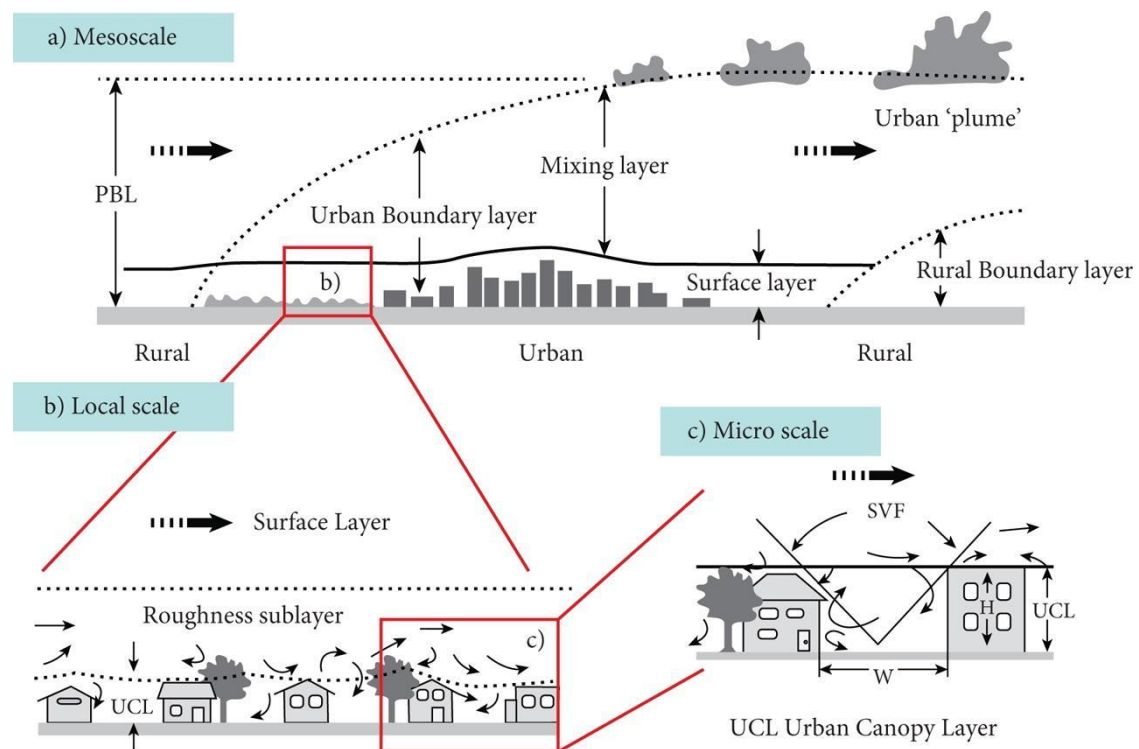 a) Mesoscale
Urban ‘plume’
Mixing layer
PBL
Urban Boundary layer
Rural Boundary layer
b)
Surface layer
Rural
Urban
Rural
b) Local scale
Surface Layer
Roughness sublayer
c)
UCL
c) Micro scale
SVF
H
UCL
W
UCL Urban Canopy Layer